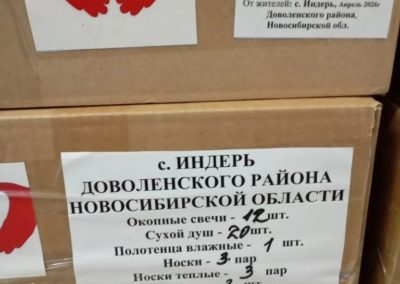 От жителей: с. Индерь, Апрель 2026г
Доволенского района,
Новосибирской обл.
с. ИНДЕРЬ
ДОВОЛЕНСКОГО РАЙОНА
НОВОСИБИРСКОЙ ОБЛАСТИ
Окопные свечи - 12 шт.
Сухой душ - 20 шт.
Полотенца влажные - 1 шт.
Носки - 3 пар
Носки теплые - 3 пар